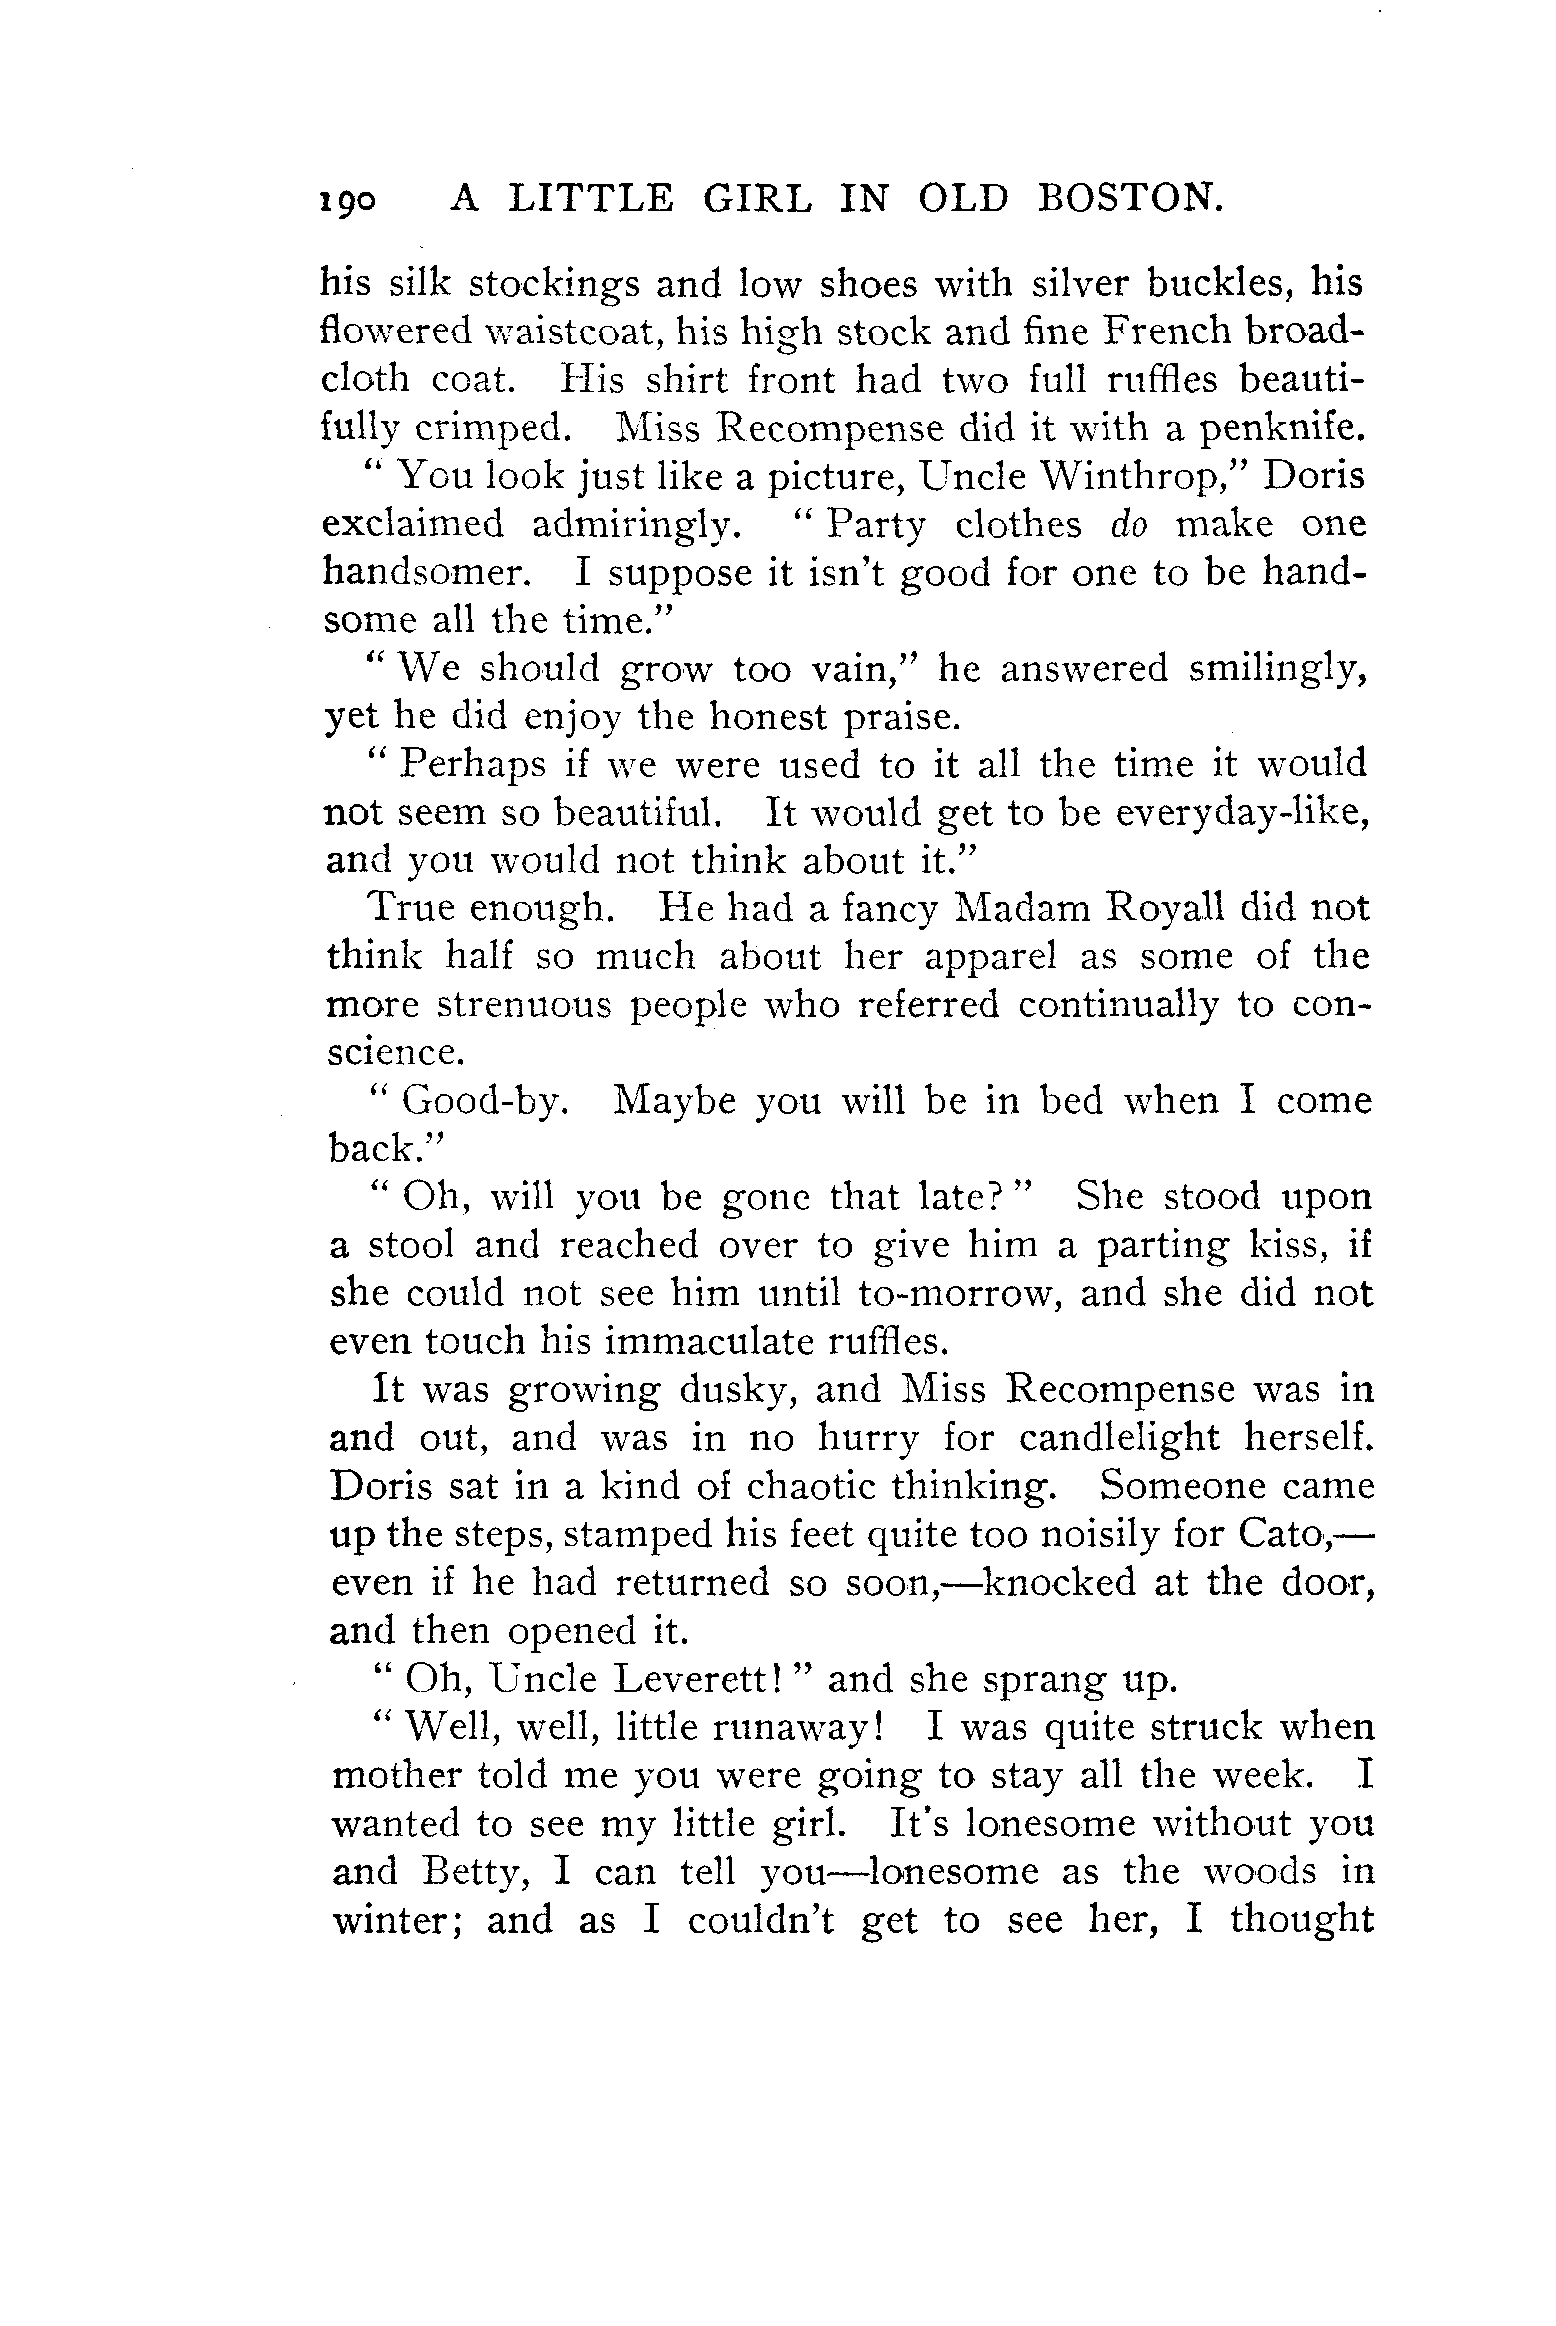 190 A LITTLE GIRL IN OLD BOSTON.
his silk stockings and low shoes with silver buckles, his
flowered waistcoat, his high stock and fine French broad-
cloth coat. His shirt front had two full ruffles beauti-
fully crimped. Miss Recompense did it with a penknife.
“ You look just like a picture, Uncle Winthrop,” Doris
exclaimed admiringly. “ Party clothes do make one
handsomer. I suppose it isn’t good for one to be hand-
some all the time.”
“ We should grow too vain,” he answered smilingly,
yet he did enjoy the honest praise.
“ Perhaps if we were used to it all the time it would
not seem so beautiful. It would get to be everyday-like,
and you would not think about it.”
True enough. He had a fancy Madam Royall did not
think half so much about her apparel as some of the
more strenuous people who referred continually to con-
science.
“ Good-by. Maybe you will be in bed when I come
back.”
“ Oh, will you be gone that late? ” She stood upon
a stool and reached over to give him a parting kiss, if
she could not see him until to-morrow, and she did not
even touch his immaculate ruffles.
It was growing dusky, and Miss Recompense was in
and out, and was in no hurry for candlelight herself.
Doris sat in a kind of chaotic thinking. Someone came
up the steps, stamped his feet quite too noisily for Cato,—
even if he had returned so soon,—knocked at the door,
and then opened it.
“ Oh, Uncle Leverett! ” and she sprang up.
“ Well, well, little runaway! I was quite struck when
mother told me you were going to stay all the week. I
wanted to see my little girl. It’s lonesome without you
and Betty, I can tell you—lonesome as the woods in
winter; and as I couldn’t get to see her, I thought